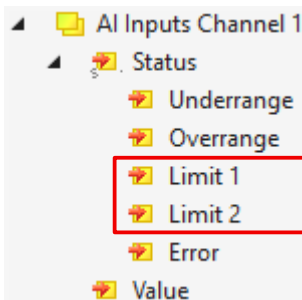 AI Inputs Channel 1
Status
Underrange
Overrange
Limit 1
Limit 2
Error
Value